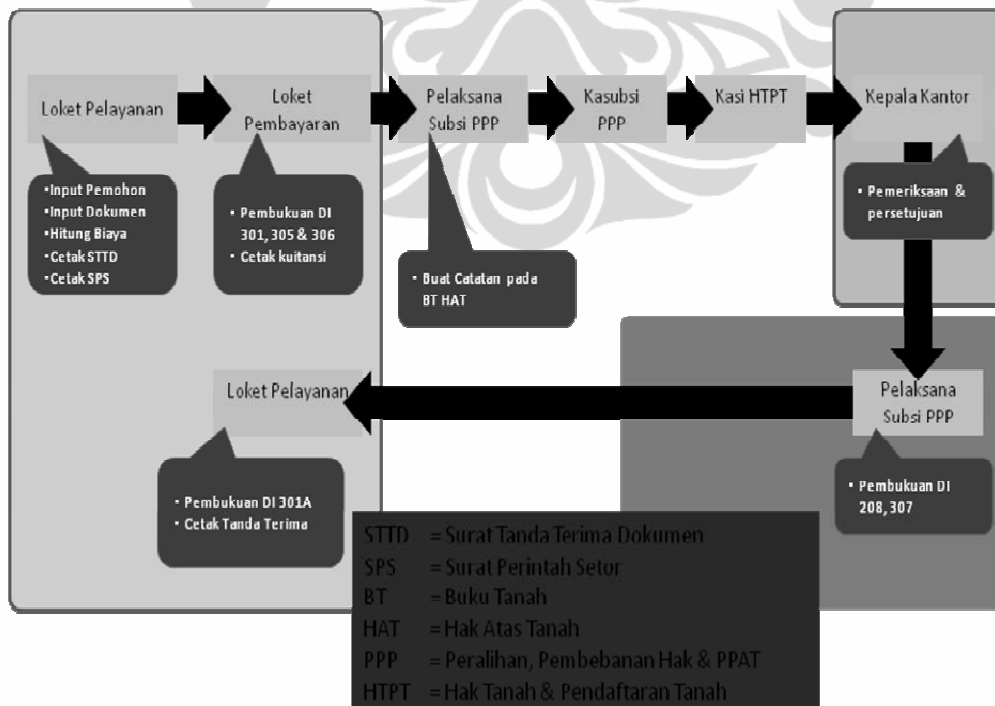 Loket Pelayanan
Loket
Pembayaran
Pelaksana
Subsi PPP
Kasubsi
PPP
Kasi HTPT
Kepala Kantor
•Input Pemohon
•Input Dokumen
•Hitung Biaya
•Cetak STTD
•Cetak SPS
• Pembukuan DI
301, 305 & 306
• Cetak kuitansi
• Buat Catatan pada
BT HAT
• Pemeriksaan &
persetujuan
Loket Pelayanan
Pelaksana
Subsi PPP
• Pembukuan DI 301A
• Cetak Tanda Terima
• Pembukuan DI
208, 307
STTD = Surat Tanda Terima Dokumen
SPS = Surat Perintah Setor
BT = Buku Tanah
HAT = Hak Atas Tanah
PPP = Peralihan, Pembebanan Hak & PPAT
HTPT = Hak Tanah & Pendaftaran Tanah